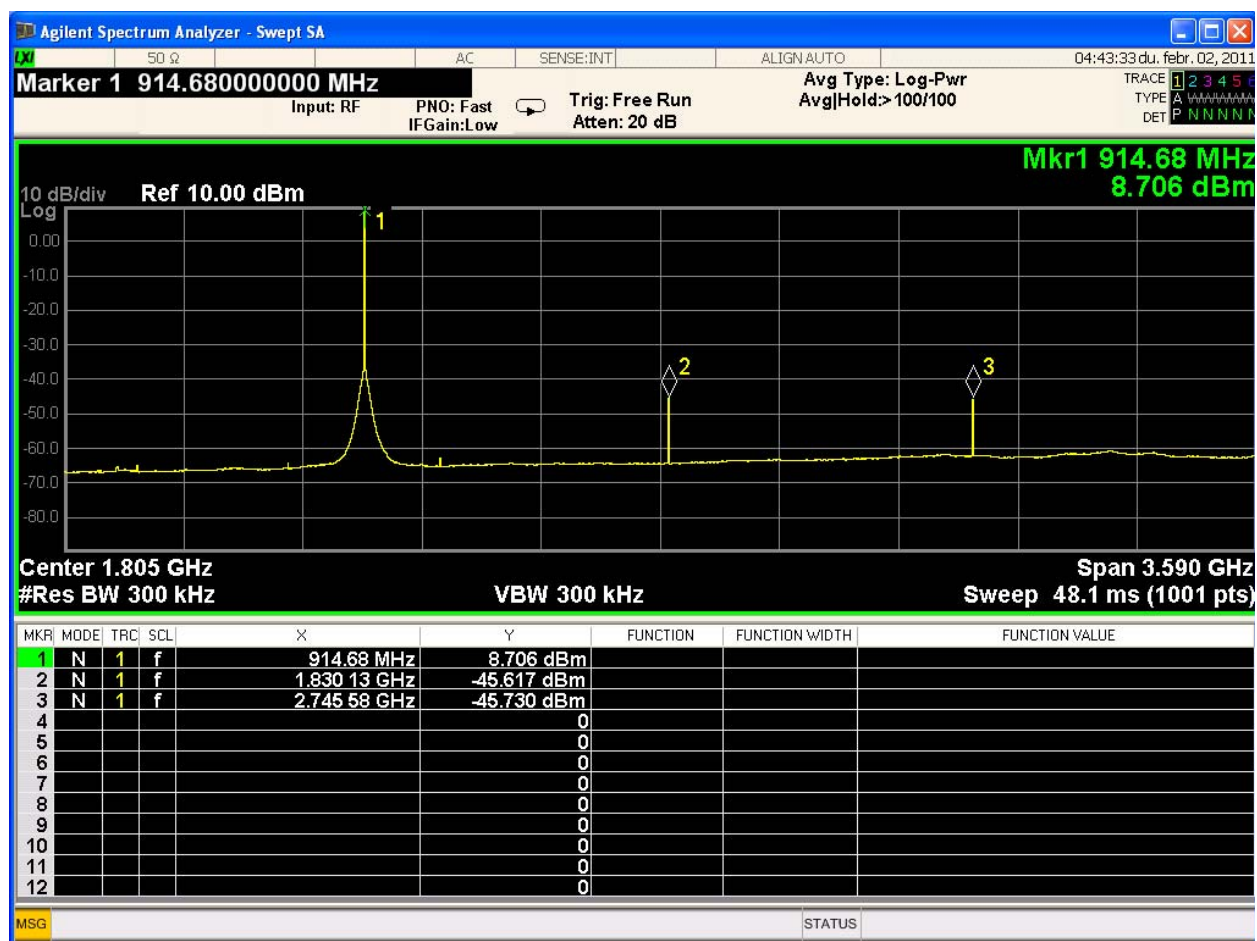 Agilent Spectrum Analyzer - Swept SA
LXI 50 Ω AC SENSE:INT ALIGN AUTO 04:43:33 du. febr. 02, 2011
Marker 1 914.680000000 MHz
Input: RF PNO: Fast IFGain:Low
Trig: Free Run
Atten: 20 dB
Avg Type: Log-Pwr
Avg|Hold:>100/100
TRACE 1 2 3 4 5 6
TYPE A
DET P N N N N N
Mkr1 914.68 MHz
8.706 dBm
10 dB/div Ref 10.00 dBm
Log
1
0.00
-10.0
-20.0
-30.0
2 3
-40.0
-50.0
-60.0
-70.0
-80.0
Center 1.805 GHz Span 3.590 GHz
#Res BW 300 kHz VBW 300 kHz Sweep 48.1 ms (1001 pts)
MKR MODE TRC SCL X Y FUNCTION FUNCTION WIDTH FUNCTION VALUE
1 N 1 f 914.68 MHz 8.706 dBm
2 N 1 f 1.830 13 GHz -45.617 dBm
3 N 1 f 2.745 58 GHz -45.730 dBm
4 0
5 0
6 0
7 0
8 0
9 0
10 0
11 0
12 0
MSG STATUS